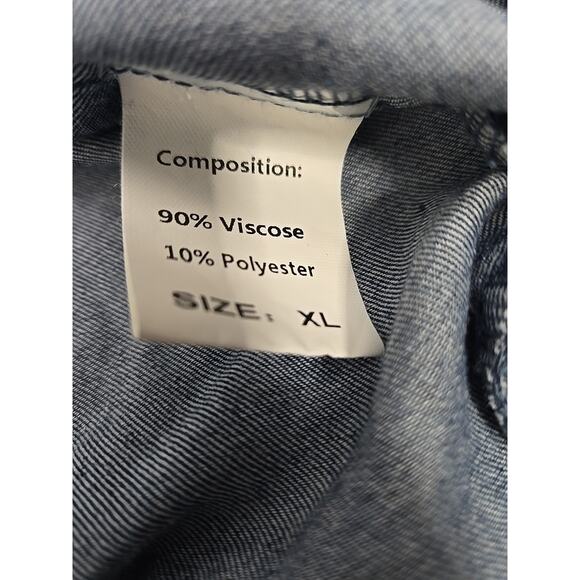 Composition:
90% Viscose
10% Polyester
SIZE: XL